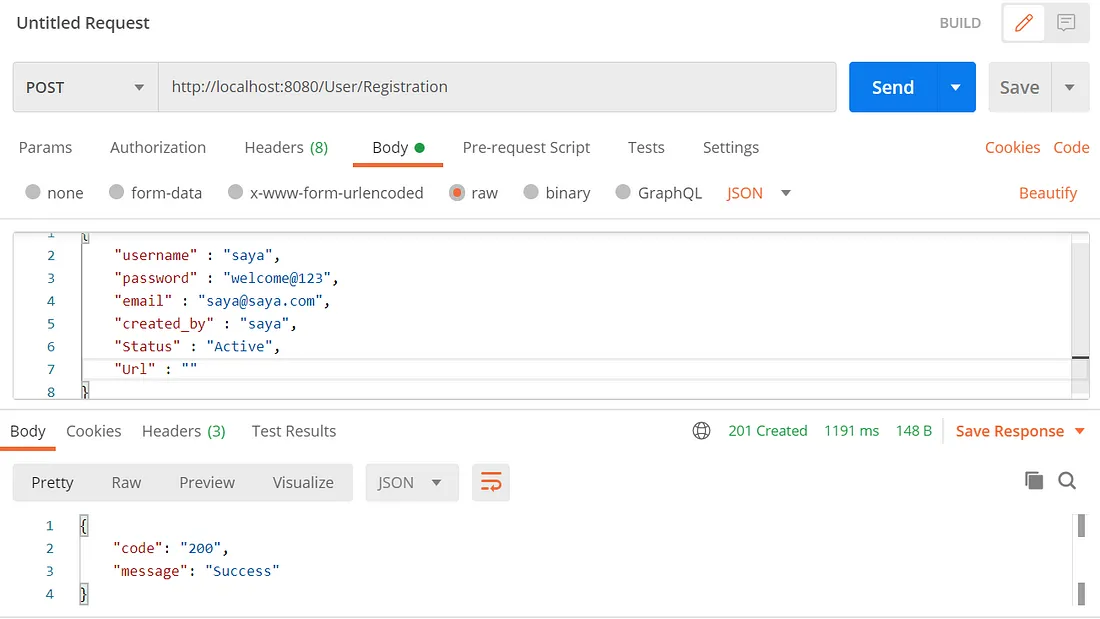 Untitled Request BUILD
POST http://localhost:8080/User/Registration Send Save
Params Authorization Headers (8) Body Pre-request Script Tests Settings Cookies Code
none form-data x-www-form-urlencoded raw binary GraphQL JSON Beautify
1 {
2 "username" : "saya",
3 "password" : "welcome@123",
4 "email" : "saya@saya.com",
5 "created_by" : "saya",
6 "Status" : "Active",
7 "Url" : ""
8 }
Body Cookies Headers (3) Test Results 201 Created 1191 ms 148 B Save Response
Pretty Raw Preview Visualize JSON
1 {
2 "code": "200",
3 "message": "Success"
4 }